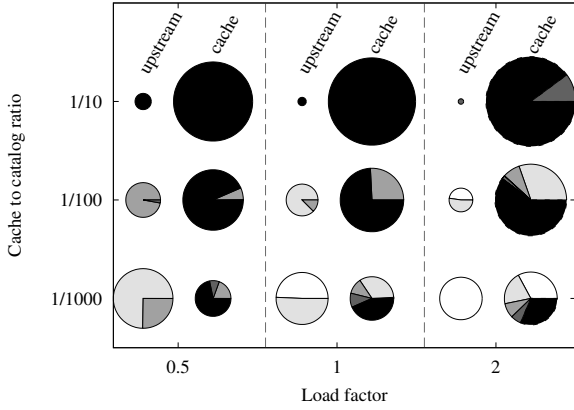 upstream cache upstream cache upstream cache
Cache to catalog ratio
1/10
1/100
1/1000
0.5 1 2
Load factor